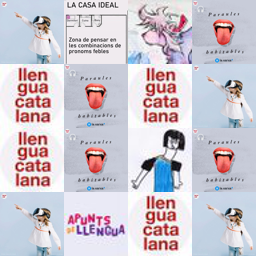 LA CASA IDEAL
Zona de pensar en
les combinacions de
pronoms febles
Paraules
habitables
llen
gua cata
lana
llen
gua cata
lana
llen
gua cata
lana
Paraules
habitables
Paraules
habitables
APUNTS
DE LLENGUA
llen
gua cata
lana
Paraules
habitables